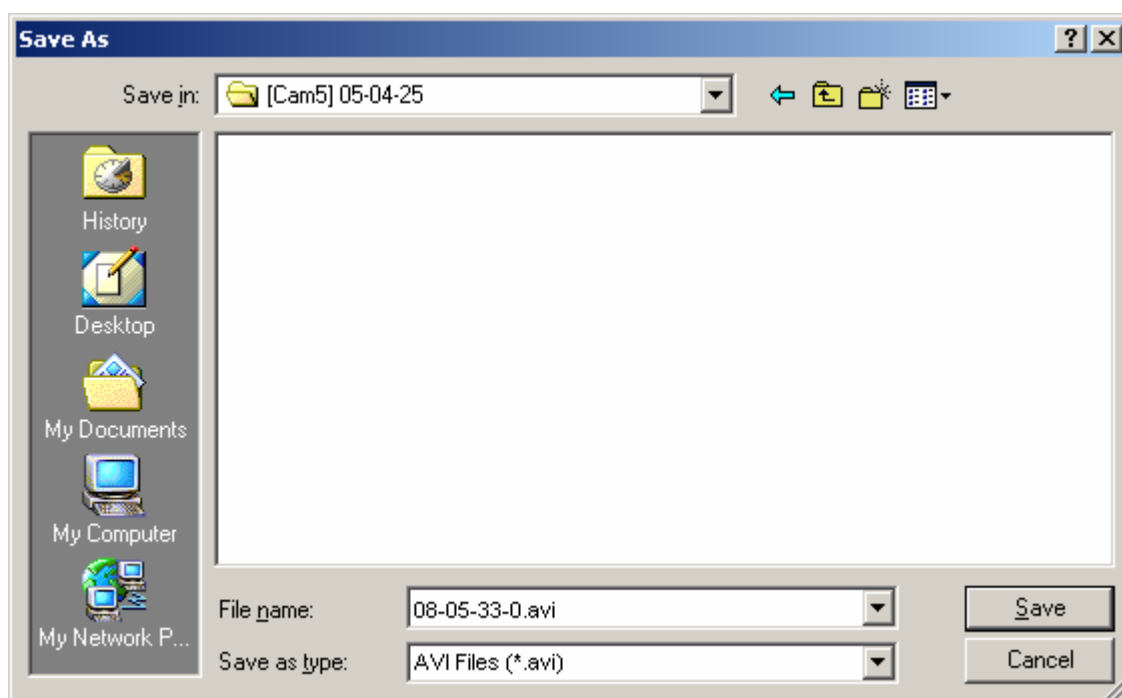 Save As
Save in:
[Cam5] 05-04-25
History
Desktop
My Documents
My Computer
My Network P...
File name:
08-05-33-0.avi
Save
Save as type:
AVI Files (*.avi)
Cancel